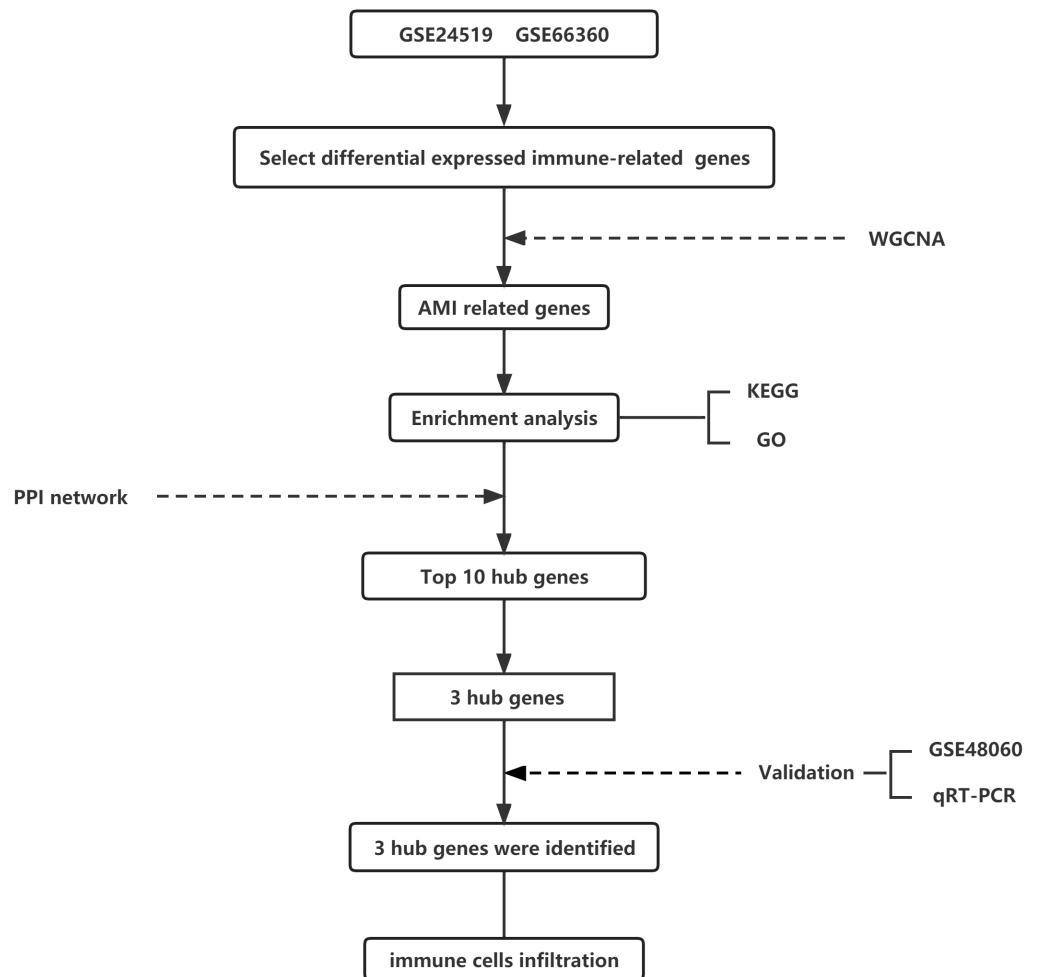 GSE24519 GSE66360
Select differential expressed immune-related genes
WGCNA
AMI related genes
KEGG
Enrichment analysis
GO
PPI network
Top 10 hub genes
3 hub genes
GSE48060
Validation
qRT-PCR
3 hub genes were identified
immune cells infiltration